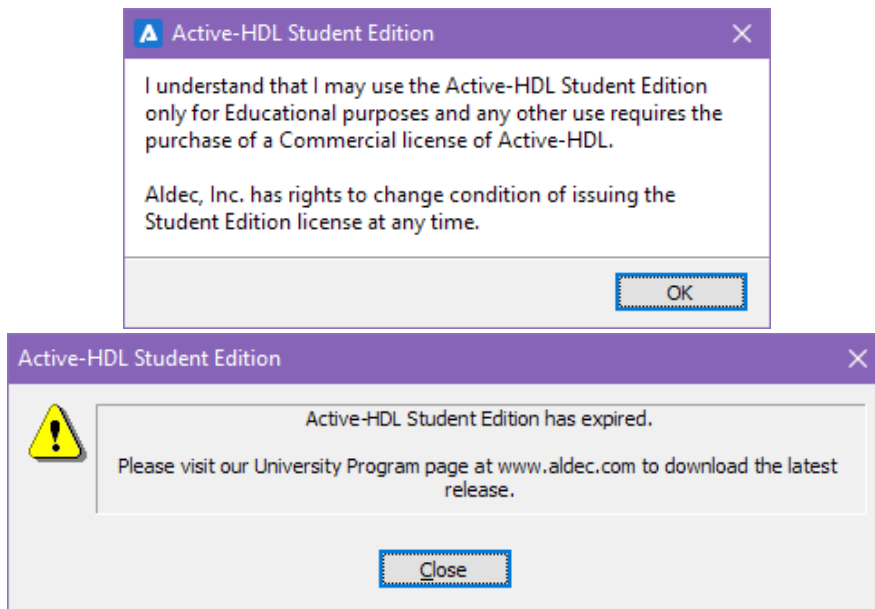 Active-HDL Student Edition
I understand that I may use the Active-HDL Student Edition
only for Educational purposes and any other use requires the
purchase of a Commercial license of Active-HDL.
Aldec, Inc. has rights to change condition of issuing the
Student Edition license at any time.
OK
Active-HDL Student Edition
Active-HDL Student Edition has expired.
Please visit our University Program page at www.aldec.com to download the latest
release.
Close